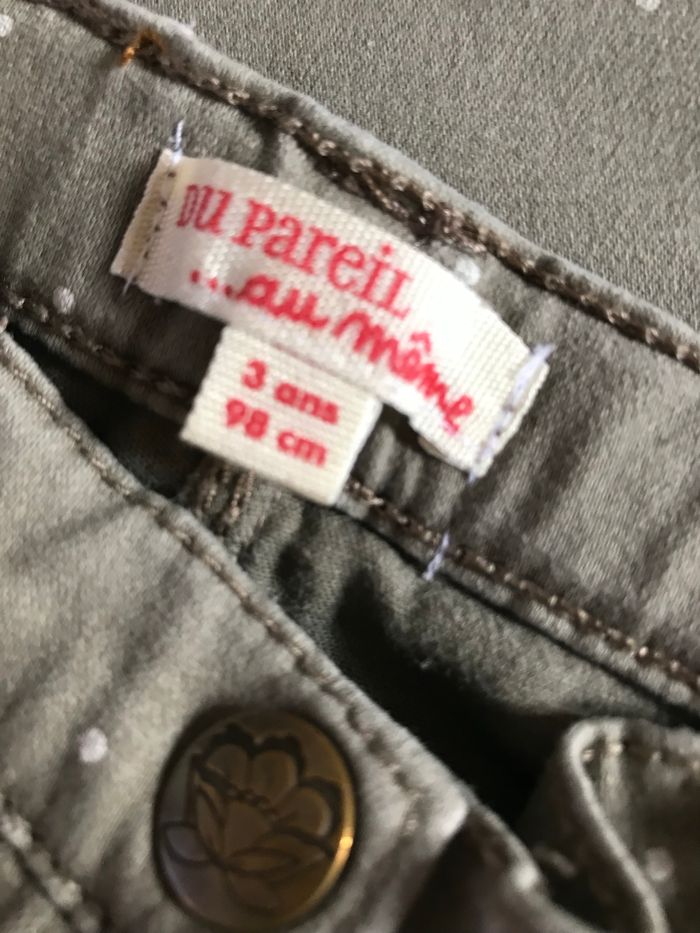 DU PAREIL
...au même
3 ans
98 cm